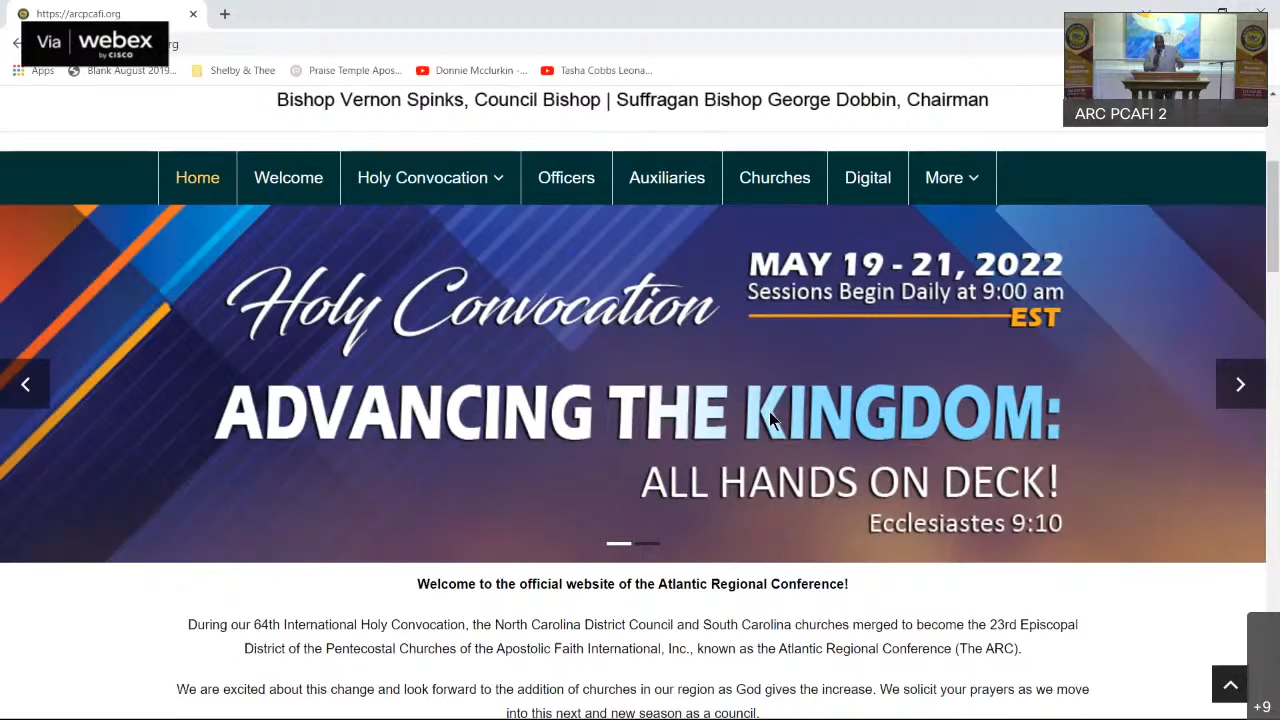 https://arcpcafi.org
Via webex
by CISCO
rg
Apps
Blank August 2019...
Shelby & Thee
Praise Temple Apos...
Donnie Mcclurkin -...
Tasha Cobbs Leona...
ARC PCAFI 2
Bishop Vernon Spinks, Council Bishop | Suffragan Bishop George Dobbin, Chairman
Home
Welcome
Holy Convocation
Officers
Auxiliaries
Churches
Digital
More
Holy Convocation
MAY 19 - 21, 2022
Sessions Begin Daily at 9:00 am
EST
ADVANCING THE KINGDOM:
ALL HANDS ON DECK!
Ecclesiastes 9:10
Welcome to the official website of the Atlantic Regional Conference!
During our 64th International Holy Convocation, the North Carolina District Council and South Carolina churches merged to become the 23rd Episcopal
District of the Pentecostal Churches of the Apostolic Faith International, Inc., known as the Atlantic Regional Conference (The ARC).
We are excited about this change and look forward to the addition of churches in our region as God gives the increase. We solicit your prayers as we move
into this next and new season as a council.
+9